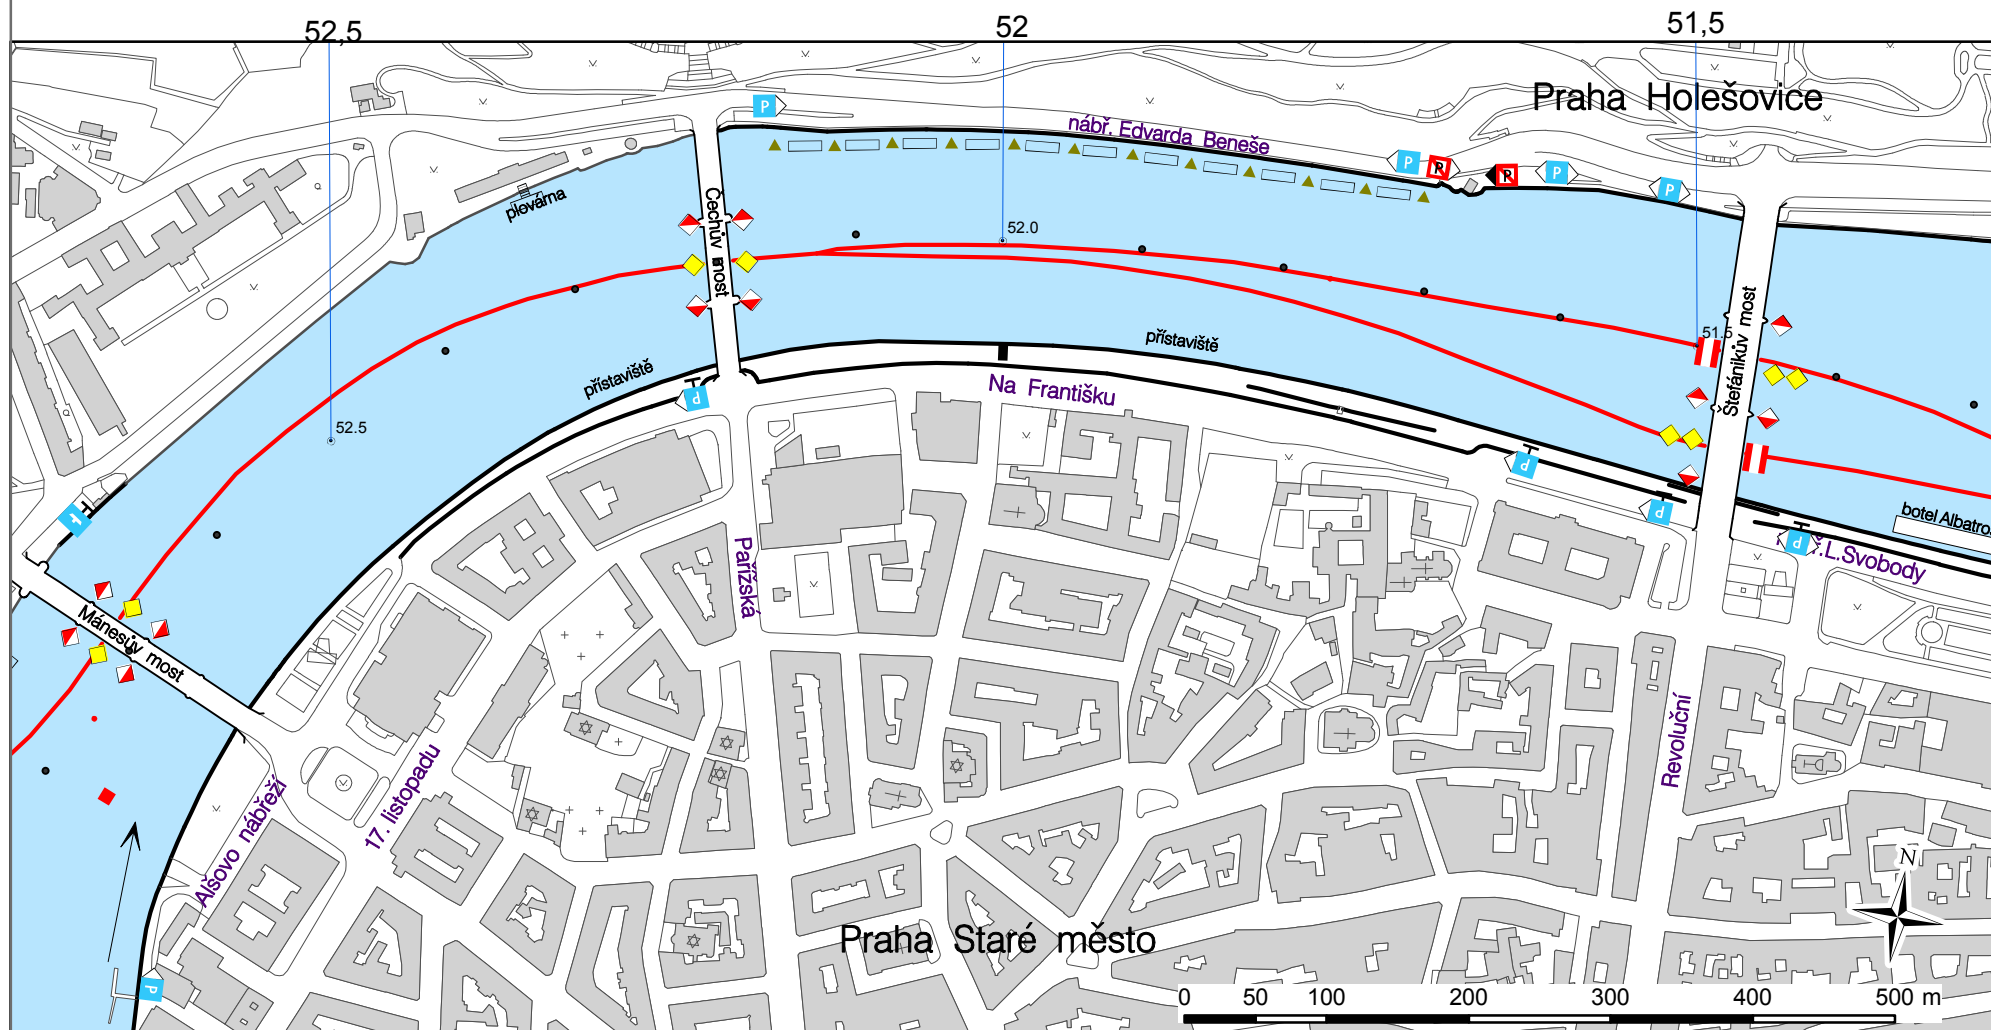 52,5
52
51,5
Praha Holešovice
P
nábř. Edvarda Beneše
P
P
P
P
P
plovárna
Čechův most
52.0
51.5
Štefánikův most
přístaviště
přístaviště
P
Na Františku
52.5
P
P
P
botel Albatros
L.Svobody
Pařížská
Mánesův most
Revoluční
17. listopadu
Alšovo nábřeží
N
Praha Staré město
P
0 50 100 200 300 400 500 m